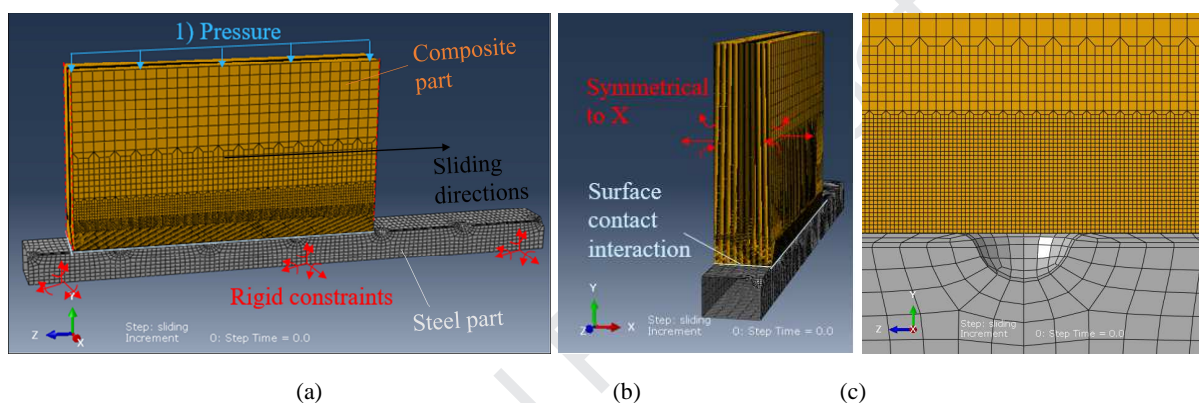 1) Pressure
Composite
part
Sliding
directions
Rigid constraints
Steel part
Y
Z
X
Step: sliding
Increment 0: Step Time = 0.0
Symmetrical
to X
Surface
contact
interaction
Y
Z
X
Step: sliding
Increment 0: Step Time = 0.0
Y
Z
X
Step: sliding
Increment 0: Step Time = 0.0
(a)
(b)
(c)